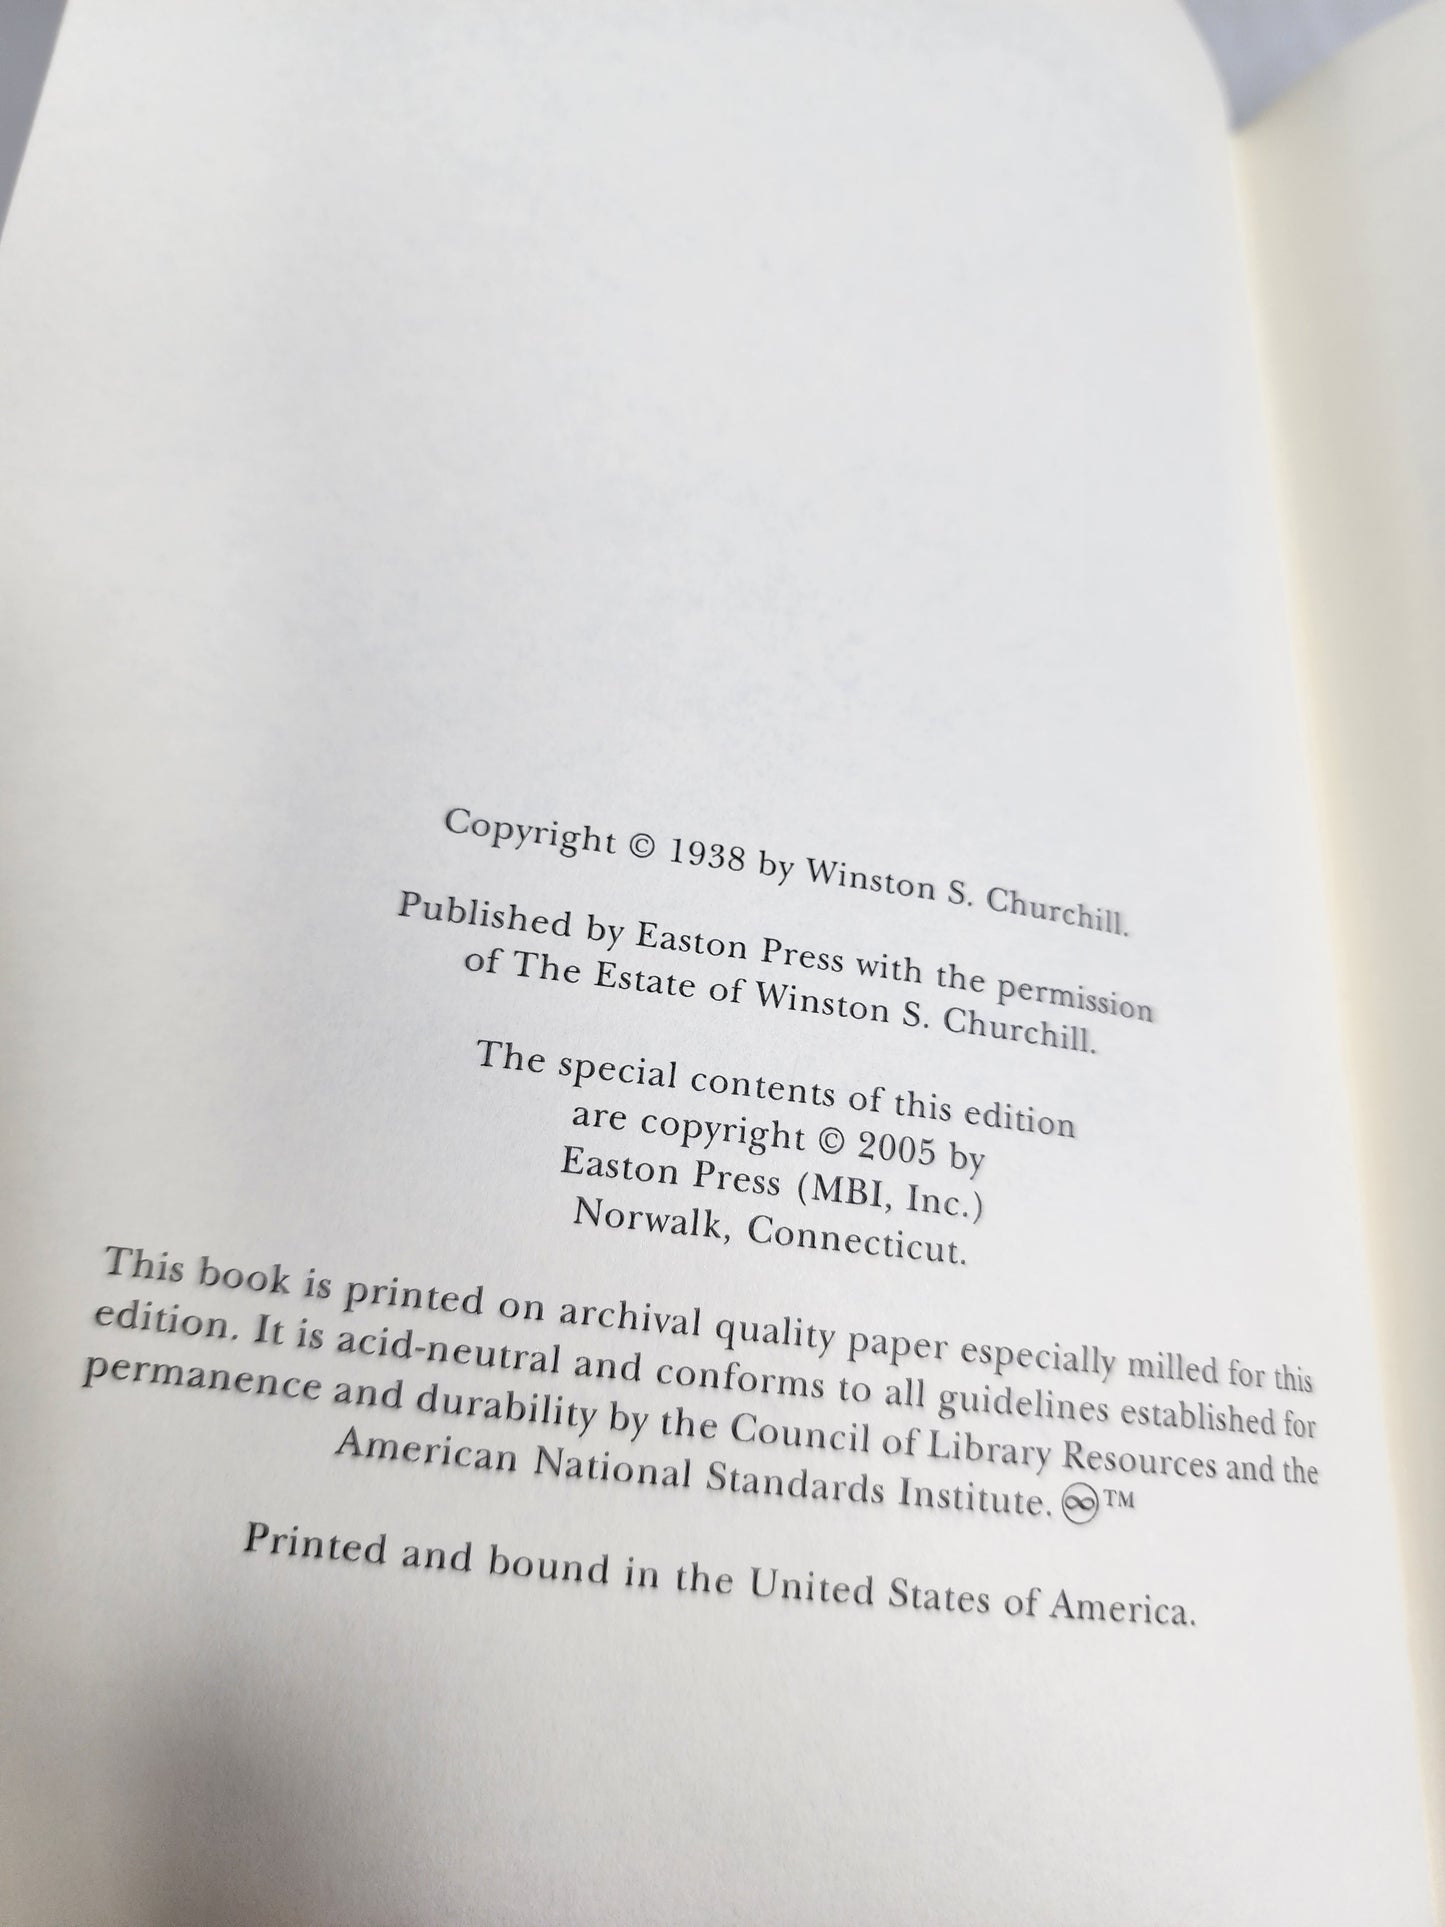 Copyright © 1938 by Winston S. Churchill.
Published by Easton Press with the permission
of The Estate of Winston S. Churchill.
The special contents of this edition
are copyright © 2005 by
Easton Press (MBI, Inc.)
Norwalk, Connecticut.
This book is printed on archival quality paper especially milled for this
edition. It is acid-neutral and conforms to all guidelines established for
permanence and durability by the Council of Library Resources and the
American National Standards Institute. ♾™
Printed and bound in the United States of America.